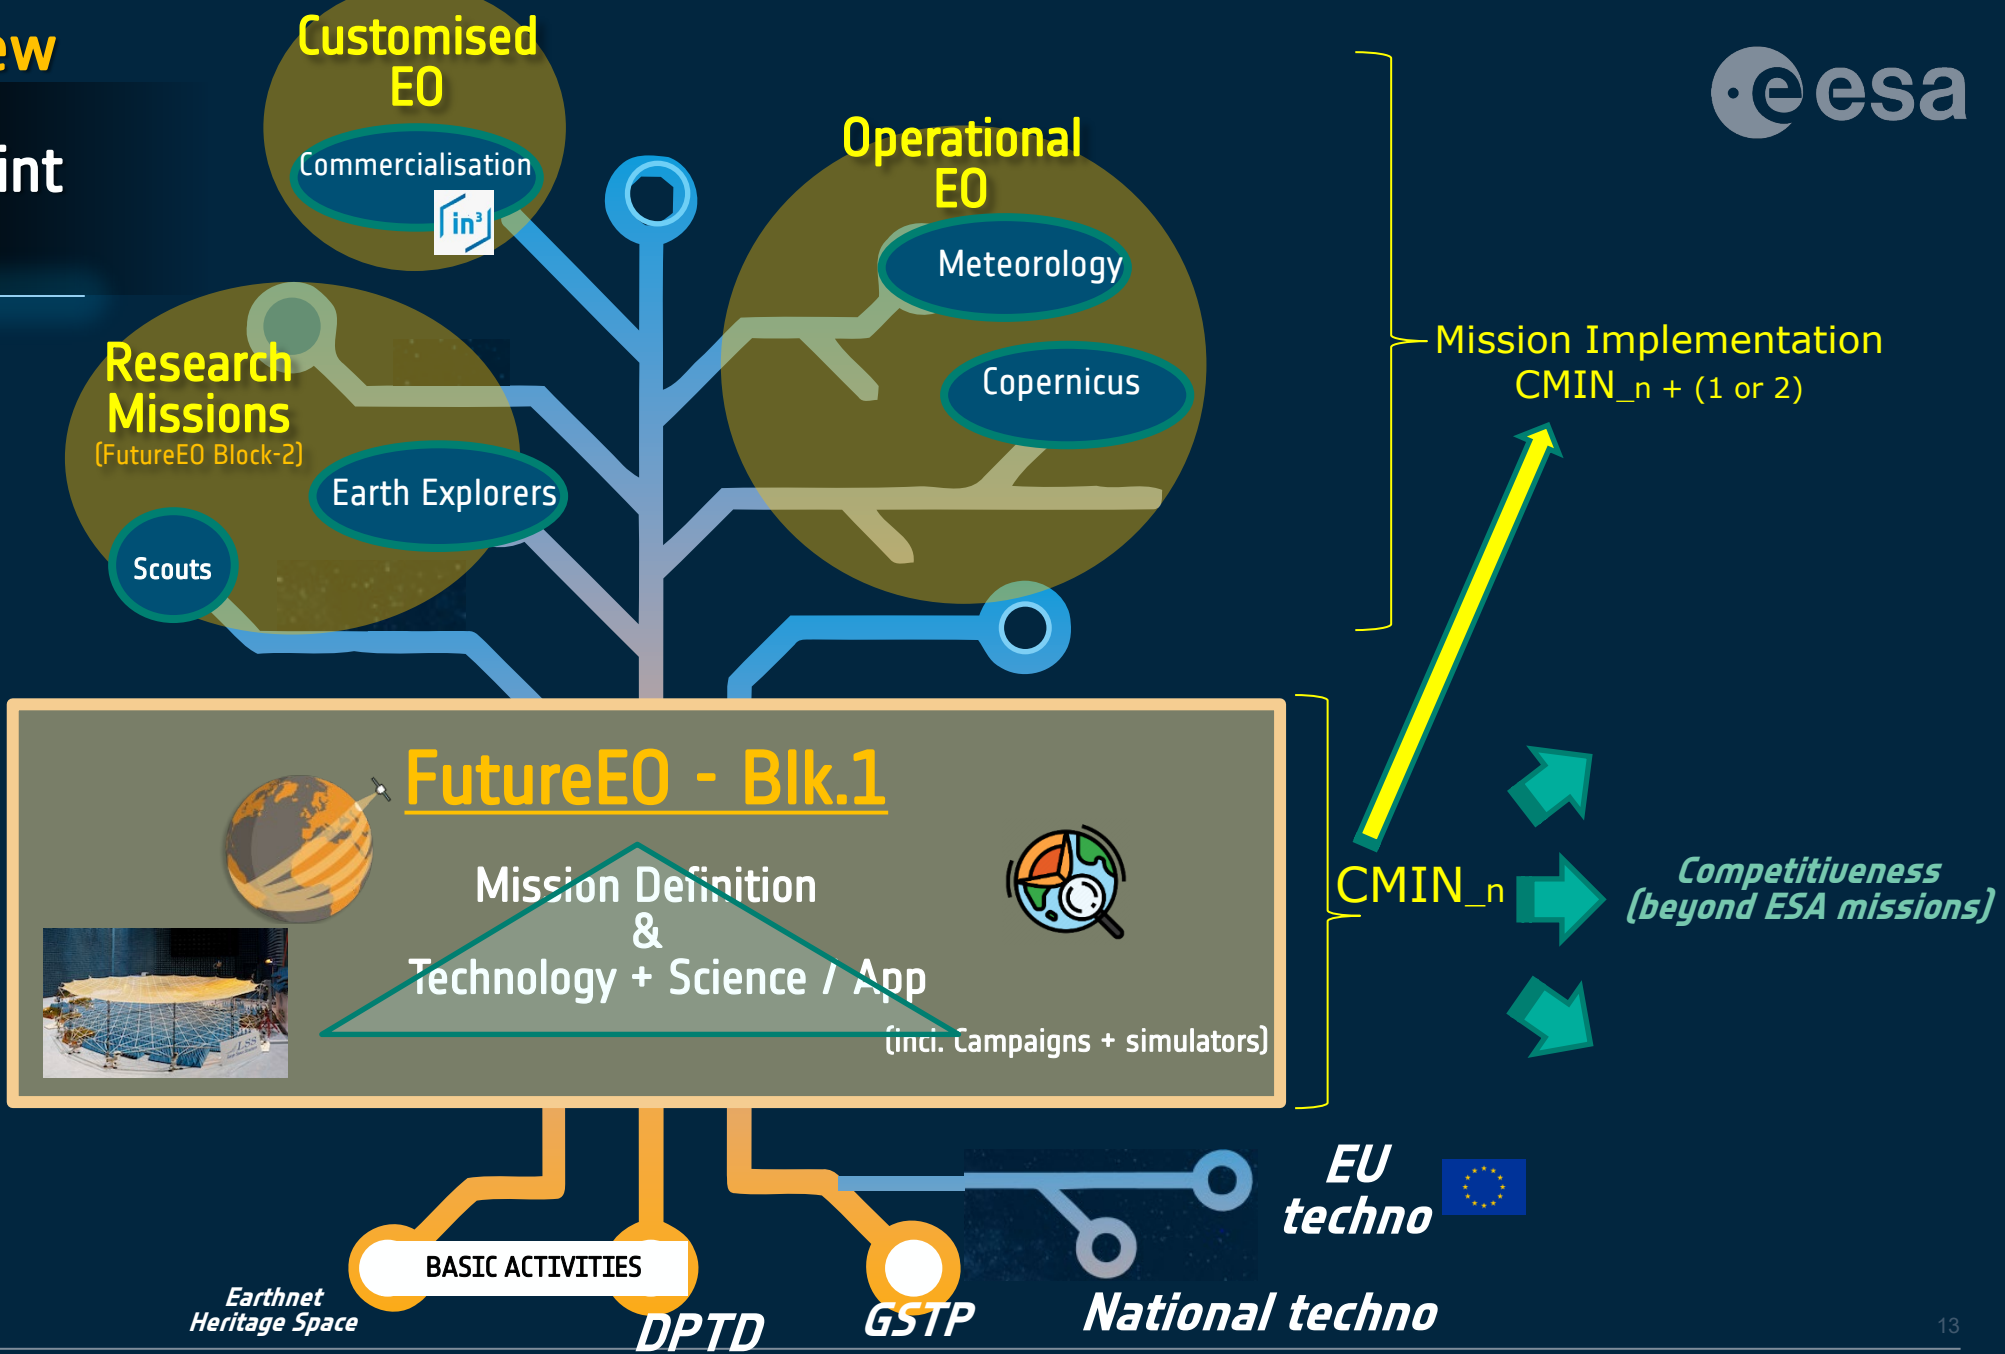 ew
int
Customised
EO
Commercialisation
in³
Operational
EO
Meteorology
Copernicus
esa
Research
Missions
(FutureEO Block-2)
Earth Explorers
Scouts
Mission Implementation
CMIN_n + (1 or 2)
FutureEO - Blk.1
Mission Definition
&
Technology + Science / App
(incl. Campaigns + simulators)
LSS
CMIN_n
Competitiveness
(beyond ESA missions)
EU
techno
BASIC ACTIVITIES
Earthnet
Heritage Space
DPTD
GSTP
National techno
13